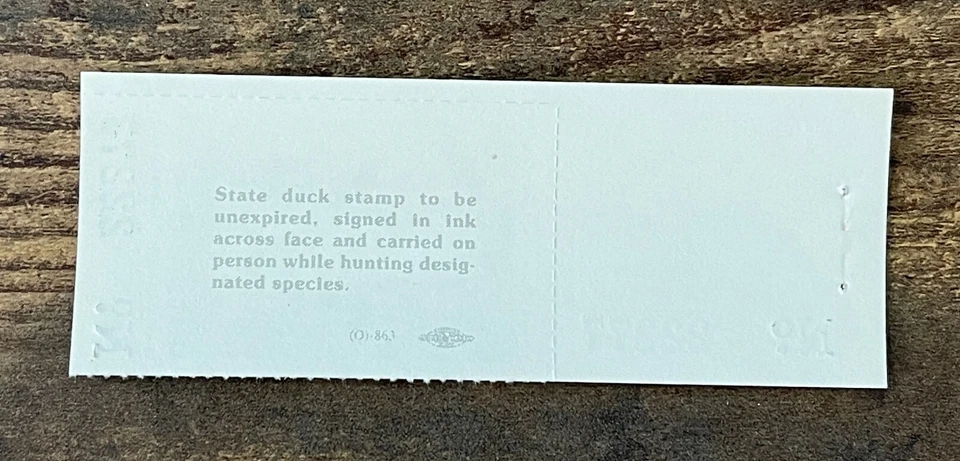 State duck stamp to be
unexpired, signed in ink
across face and carried on
person while hunting desig-
nated species.
(O)-863